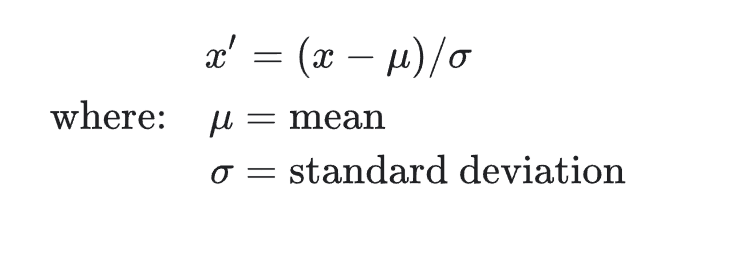 x′ = (x − μ)/σ
where: μ = mean
σ = standard deviation